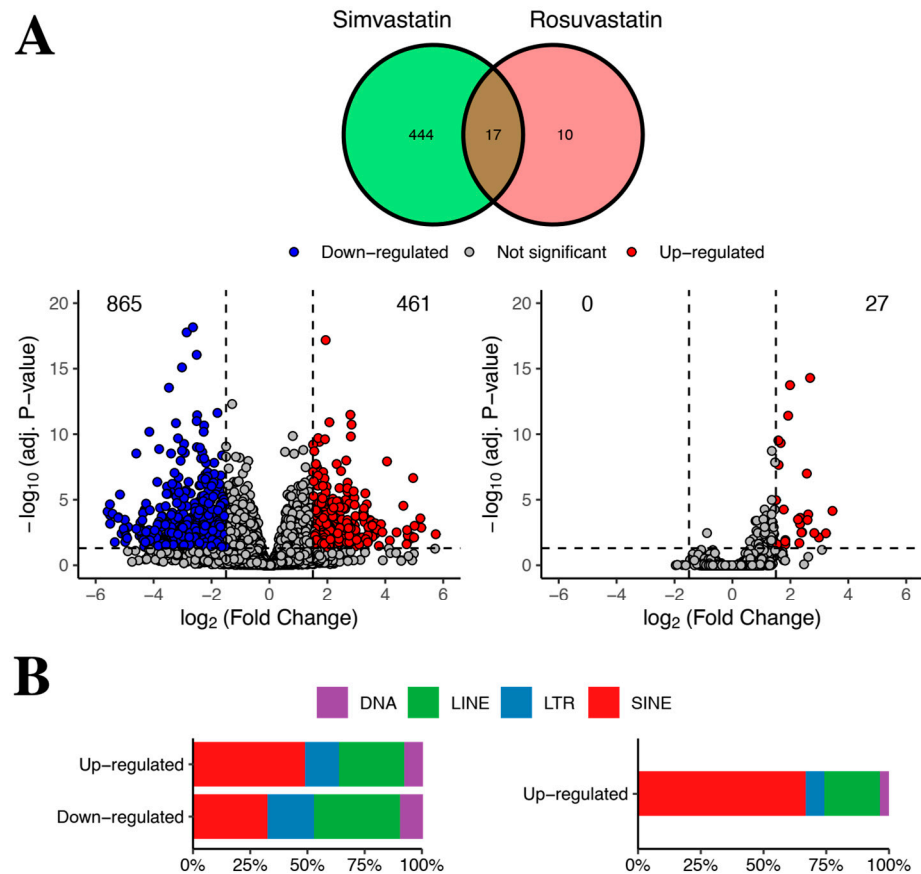 A
Simvastatin Rosuvastatin
444 17 10
Down−regulated Not significant Up−regulated
865 461
20
15
10
5
0
−log10 (adj. P−value)
−6 −4 −2 0 2 4 6
log2 (Fold Change)
0 27
20
15
10
5
0
−log10 (adj. P−value)
−6 −4 −2 0 2 4 6
log2 (Fold Change)
B
DNA LINE LTR SINE
Up−regulated
Down−regulated
0% 25% 50% 75% 100%
Up−regulated
0% 25% 50% 75% 100%